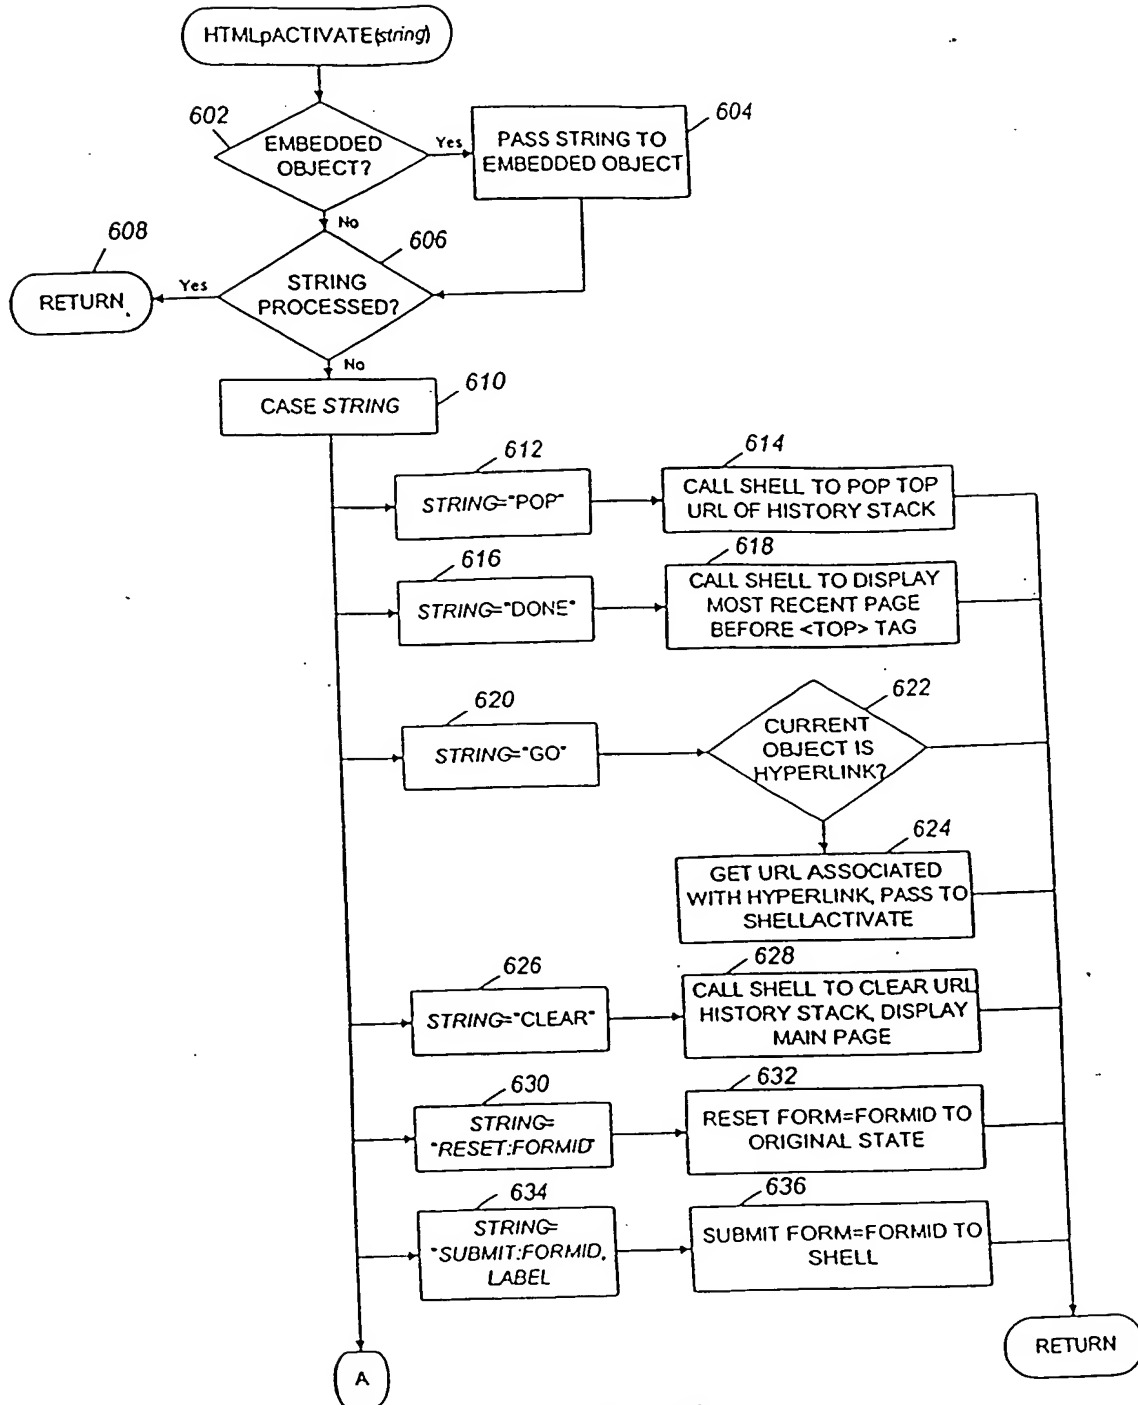 HTMLpACTIVATE(string)
602
EMBEDDED
OBJECT?
Yes
604
PASS STRING TO
EMBEDDED OBJECT
No
608
RETURN
Yes
606
STRING
PROCESSED?
No
610
CASE STRING
612
STRING="POP"
614
CALL SHELL TO POP TOP
URL OF HISTORY STACK
616
STRING="DONE"
618
CALL SHELL TO DISPLAY
MOST RECENT PAGE
BEFORE <TOP> TAG
620
STRING="GO"
622
CURRENT
OBJECT IS
HYPERLINK?
624
GET URL ASSOCIATED
WITH HYPERLINK, PASS TO
SHELLACTIVATE
626
STRING="CLEAR"
628
CALL SHELL TO CLEAR URL
HISTORY STACK, DISPLAY
MAIN PAGE
630
STRING=
"RESET:FORMID"
632
RESET FORM=FORMID TO
ORIGINAL STATE
634
STRING=
"SUBMIT:FORMID,
LABEL
636
SUBMIT FORM=FORMID TO
SHELL
RETURN
A